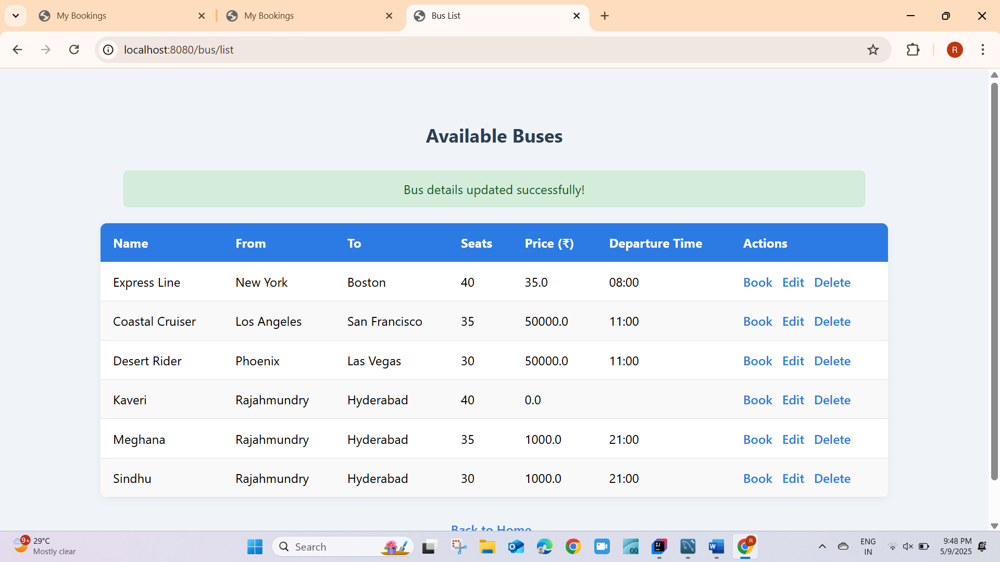 My Bookings
My Bookings
Bus List
localhost:8080/bus/list
R
Available Buses
Bus details updated successfully!
Name From To Seats Price (₹) Departure Time Actions
Express Line New York Boston 40 35.0 08:00 Book Edit Delete
Coastal Cruiser Los Angeles San Francisco 35 50000.0 11:00 Book Edit Delete
Desert Rider Phoenix Las Vegas 30 50000.0 11:00 Book Edit Delete
Kaveri Rajahmundry Hyderabad 40 0.0 Book Edit Delete
Meghana Rajahmundry Hyderabad 35 1000.0 21:00 Book Edit Delete
Sindhu Rajahmundry Hyderabad 30 1000.0 21:00 Book Edit Delete
Back to Home
9+
29°C
Mostly clear
Search
00
IJ
W
R
ENG
IN
9:48 PM
5/9/2025